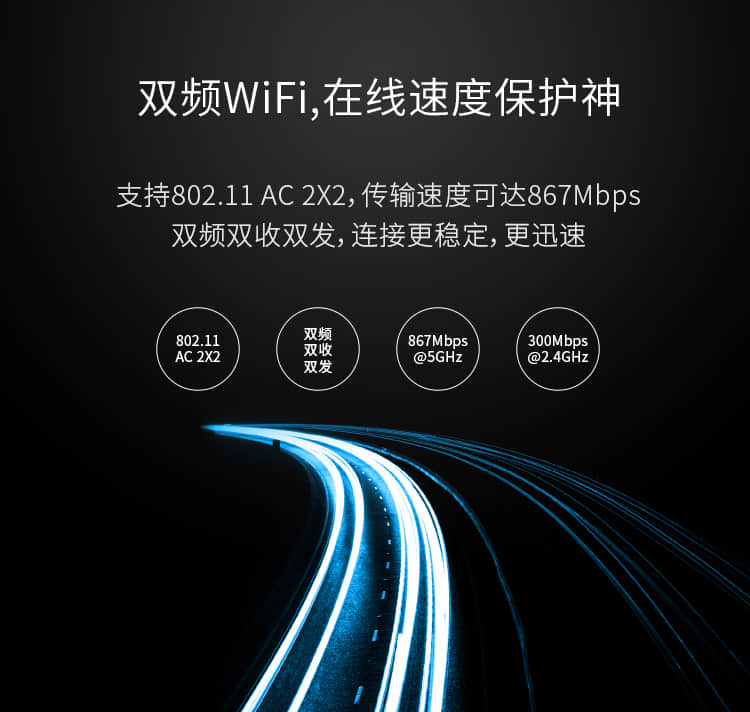 双频WiFi,在线速度保护神
支持802.11 AC 2X2, 传输速度可达867Mbps
双频双收双发, 连接更稳定, 更迅速
802.11
AC 2X2
双频
双收
双发
867Mbps
@5GHz
300Mbps
@2.4GHz